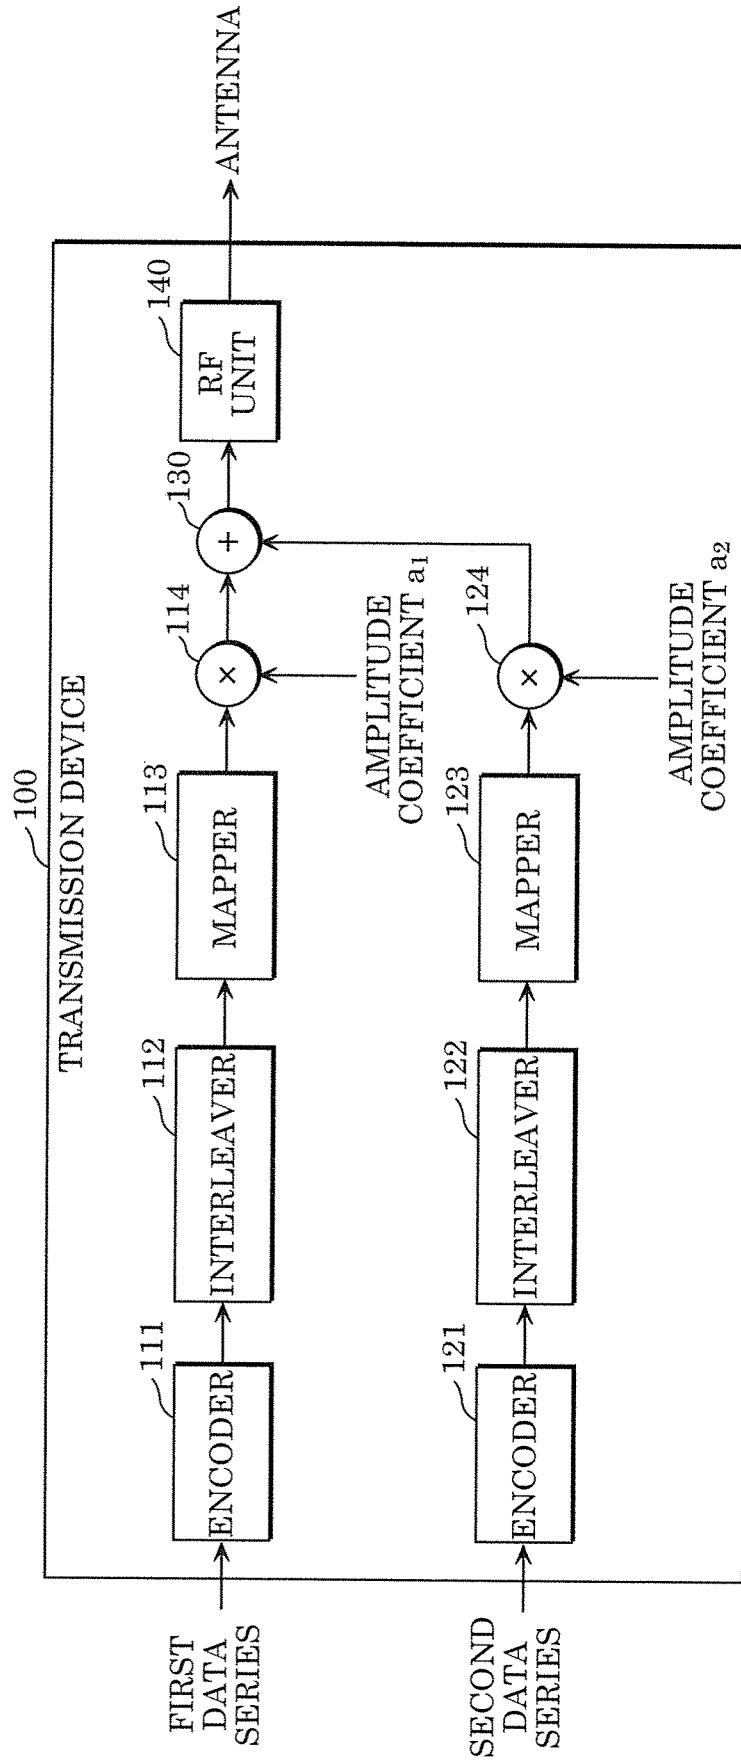 100
TRANSMISSION DEVICE
FIRST
DATA
SERIES
111
ENCODER
112
INTERLEAVER
113
MAPPER
114
×
AMPLITUDE
COEFFICIENT a1
130
+
140
RF
UNIT
ANTENNA
SECOND
DATA
SERIES
121
ENCODER
122
INTERLEAVER
123
MAPPER
124
×
AMPLITUDE
COEFFICIENT a2